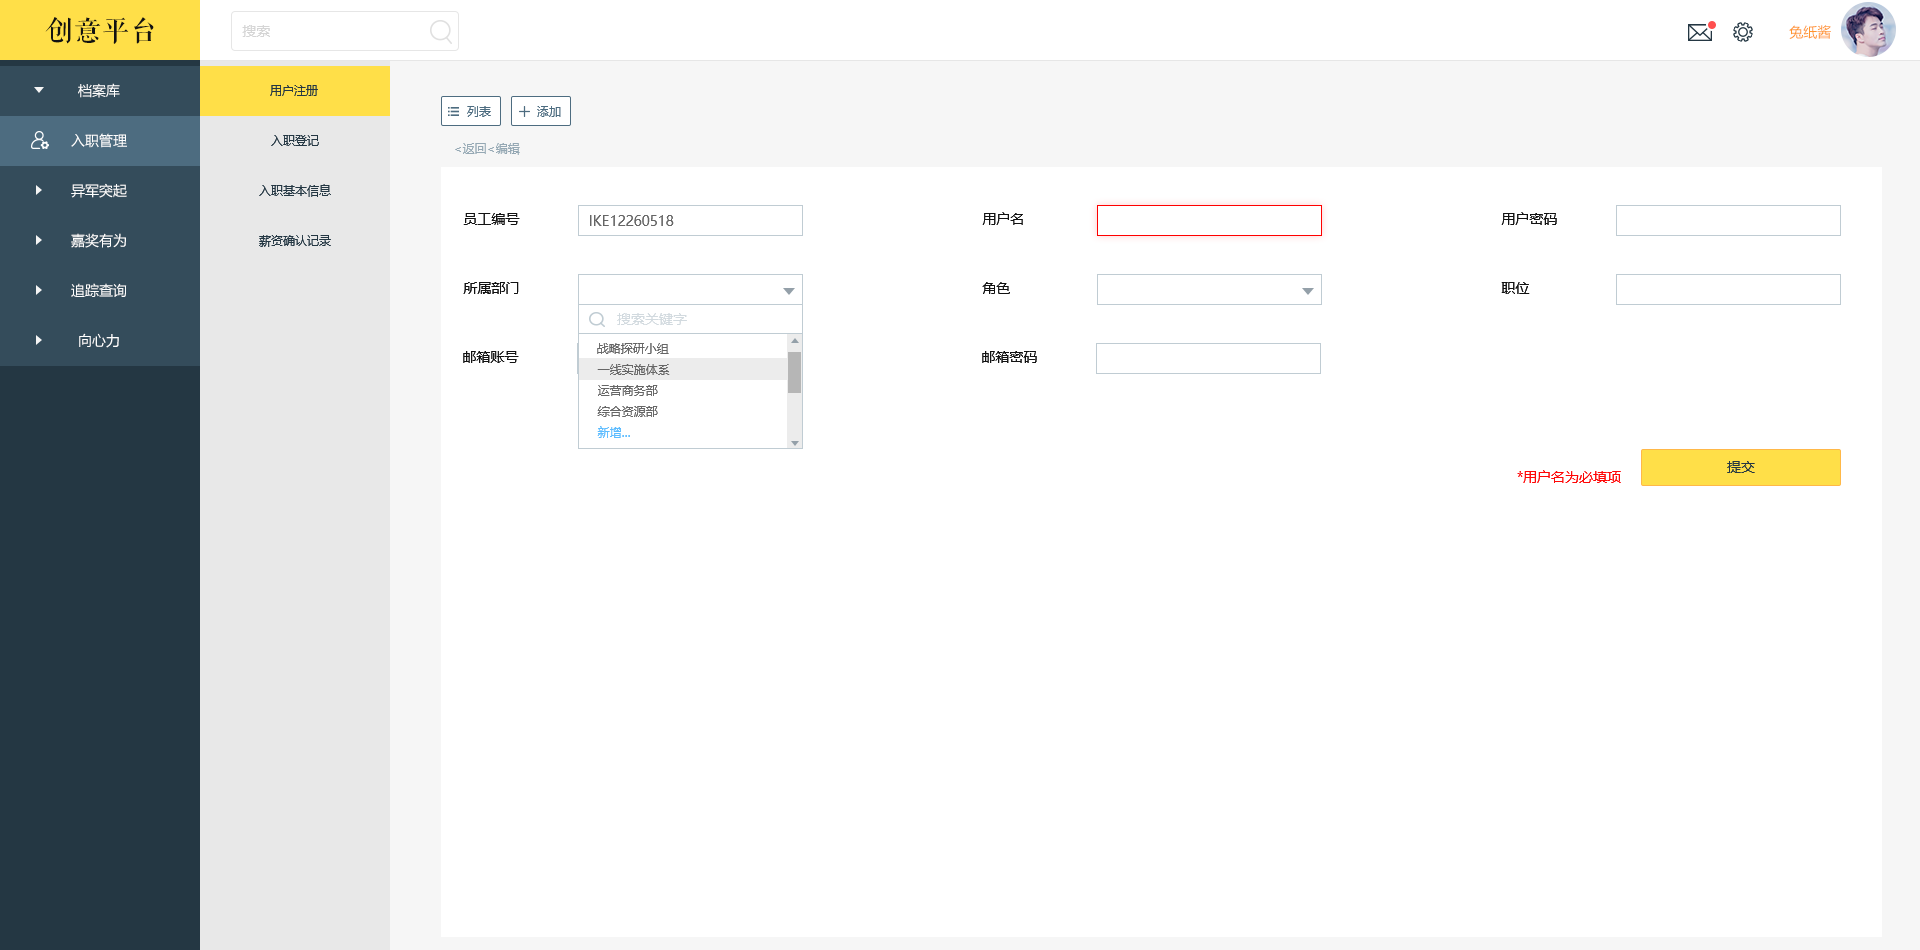 创意平台
搜索
兔纸酱
档案库
入职管理
异军突起
嘉奖有为
追踪查询
向心力
用户注册
入职登记
入职基本信息
薪资确认记录
列表
添加
<返回<编辑
员工编号
IKE12260518
用户名
用户密码
所属部门
角色
职位
搜索关键字
战略探研小组
一线实施体系
运营商务部
综合资源部
新增...
邮箱账号
邮箱密码
*用户名为必填项
提交